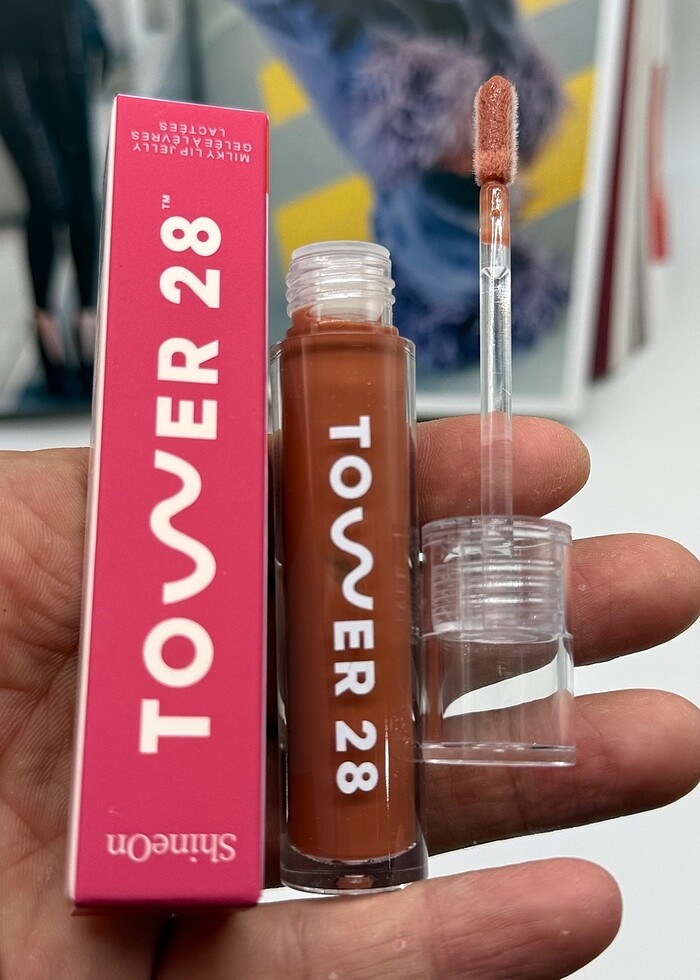 MILKY LIP JELLY
GELÉE À LÈVRES
LACTÉES
TOWER 28™
ShineOn
TOWER 28